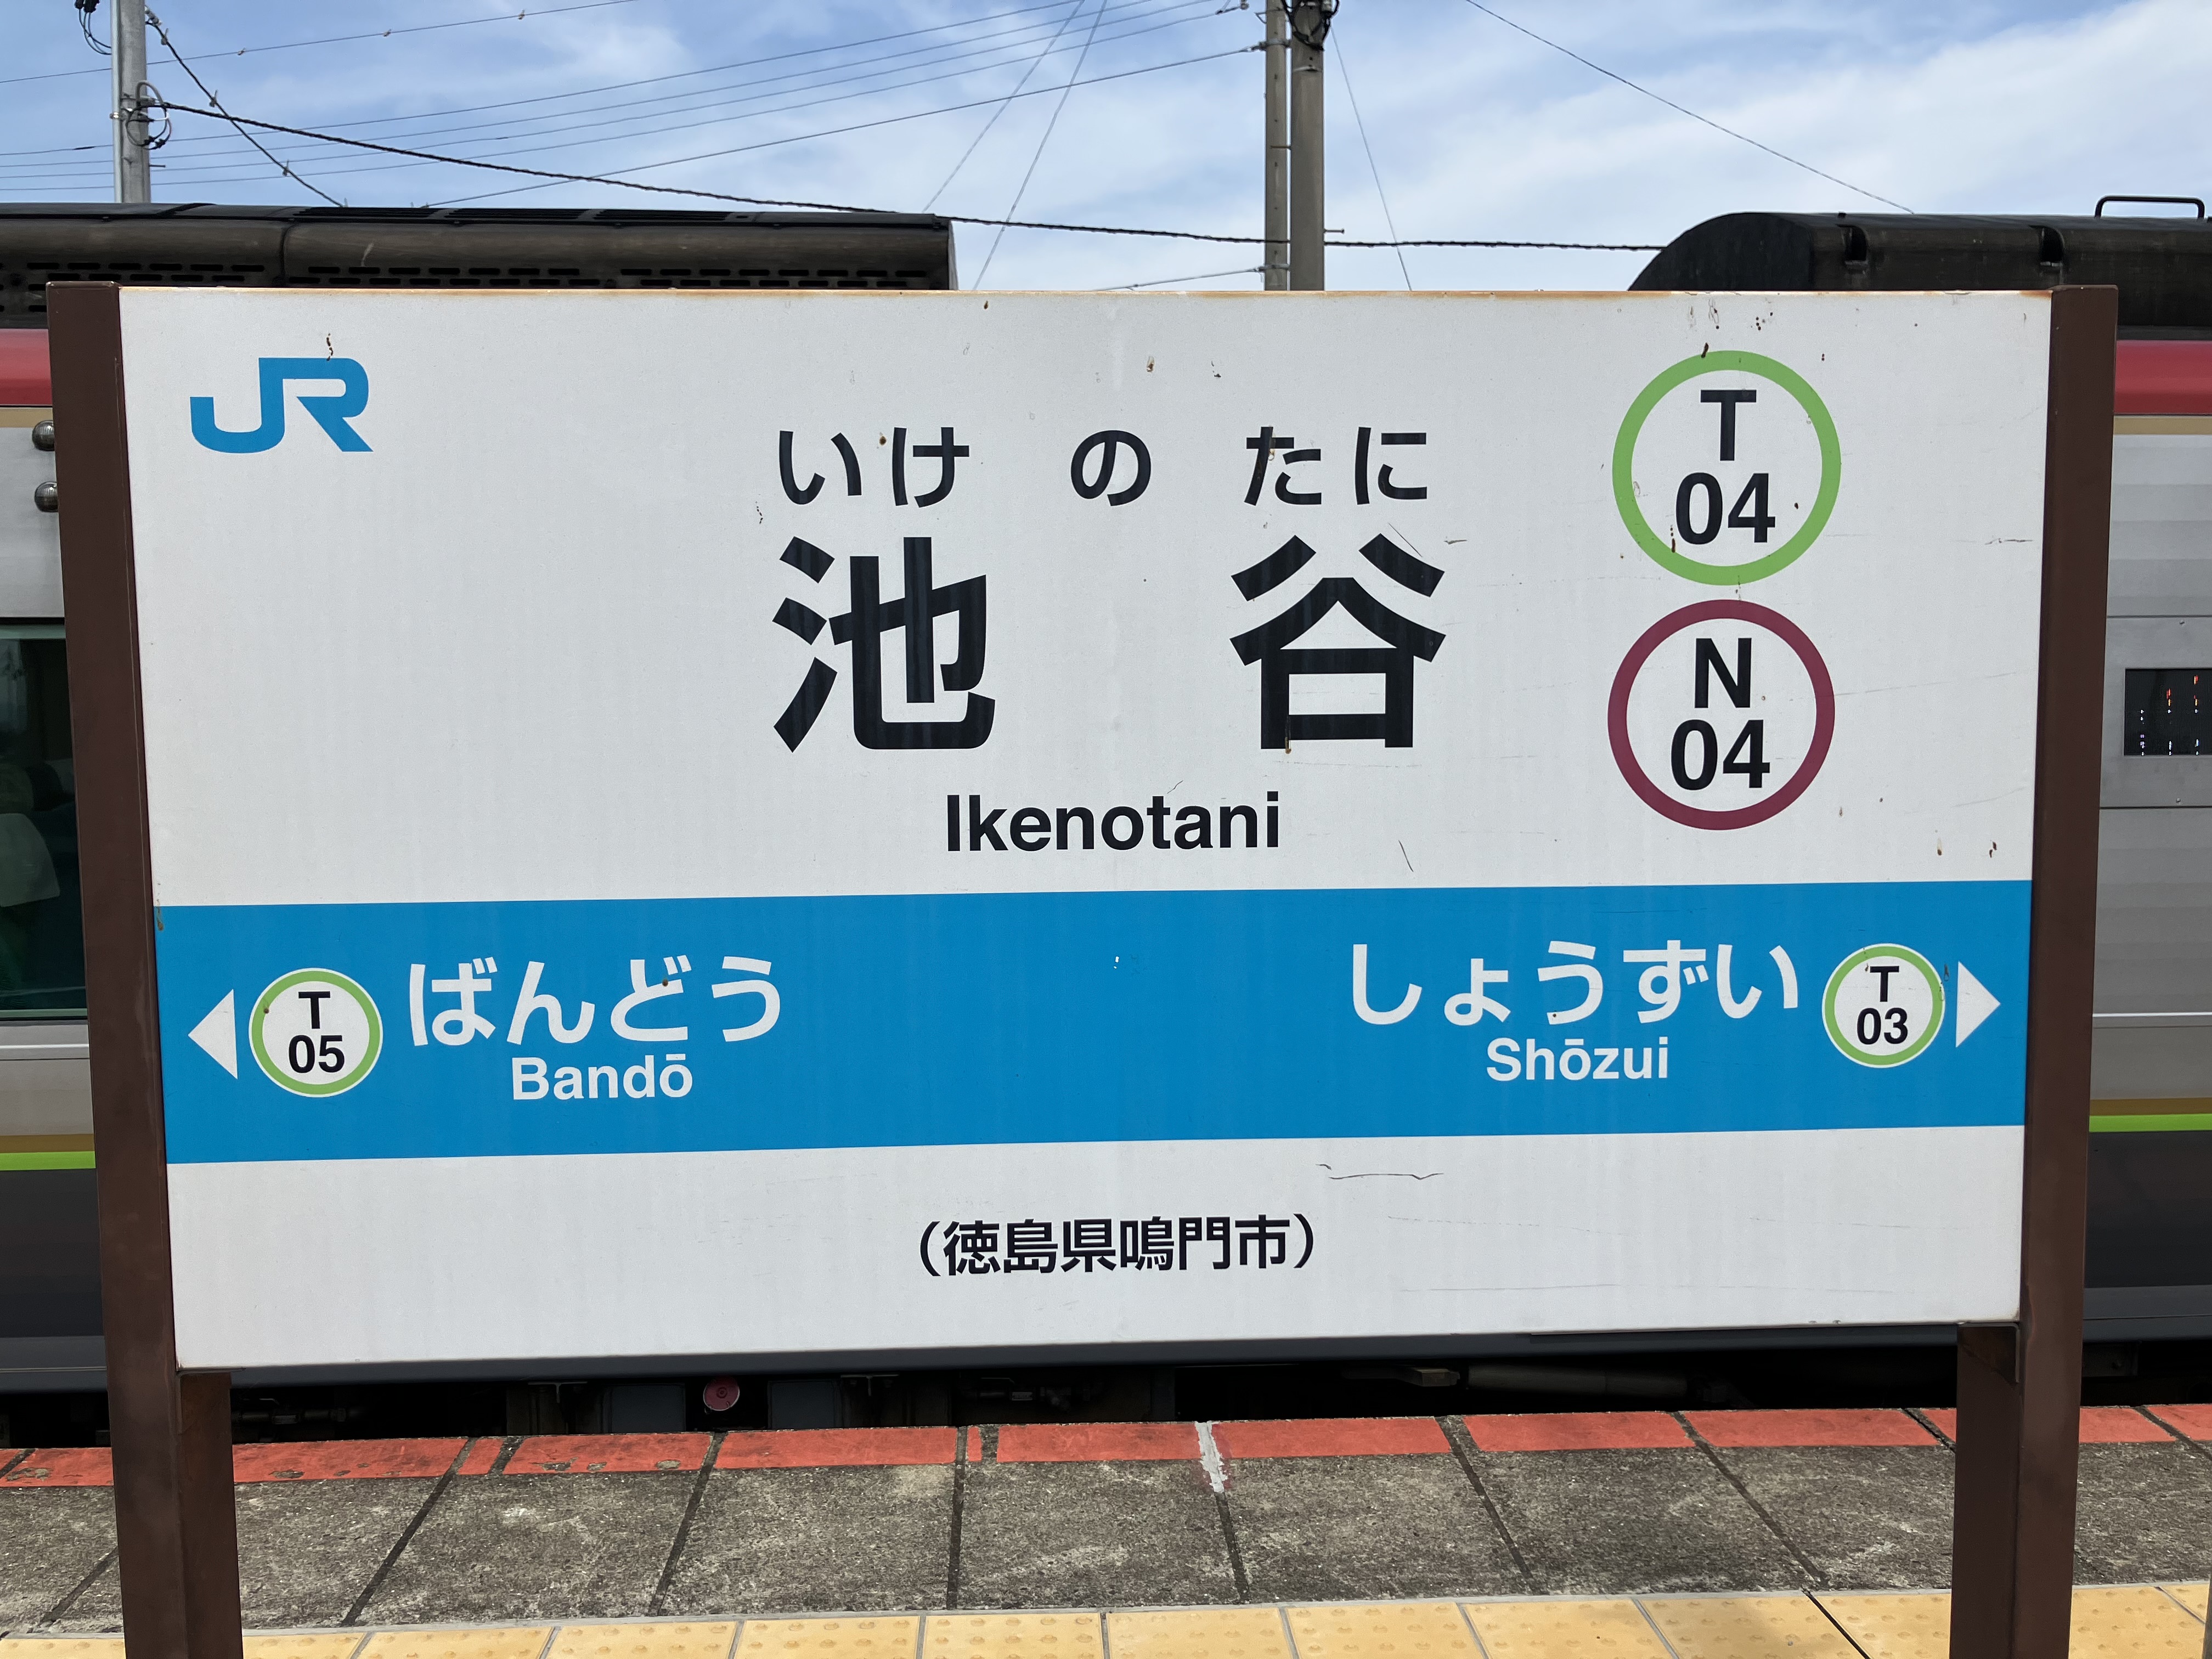 JR
いけ の たに
池 谷
Ikenotani
T
04
N
04
T
05
ばんどう
Bandō
しょうずい
Shōzui
T
03
(徳島県鳴門市)